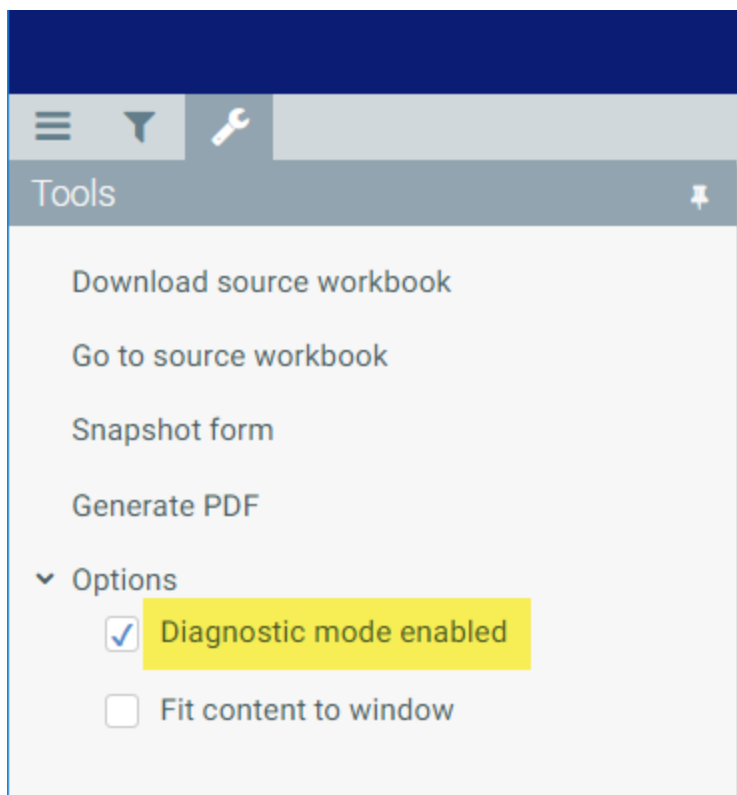 Tools
Download source workbook
Go to source workbook
Snapshot form
Generate PDF
Options
Diagnostic mode enabled
Fit content to window